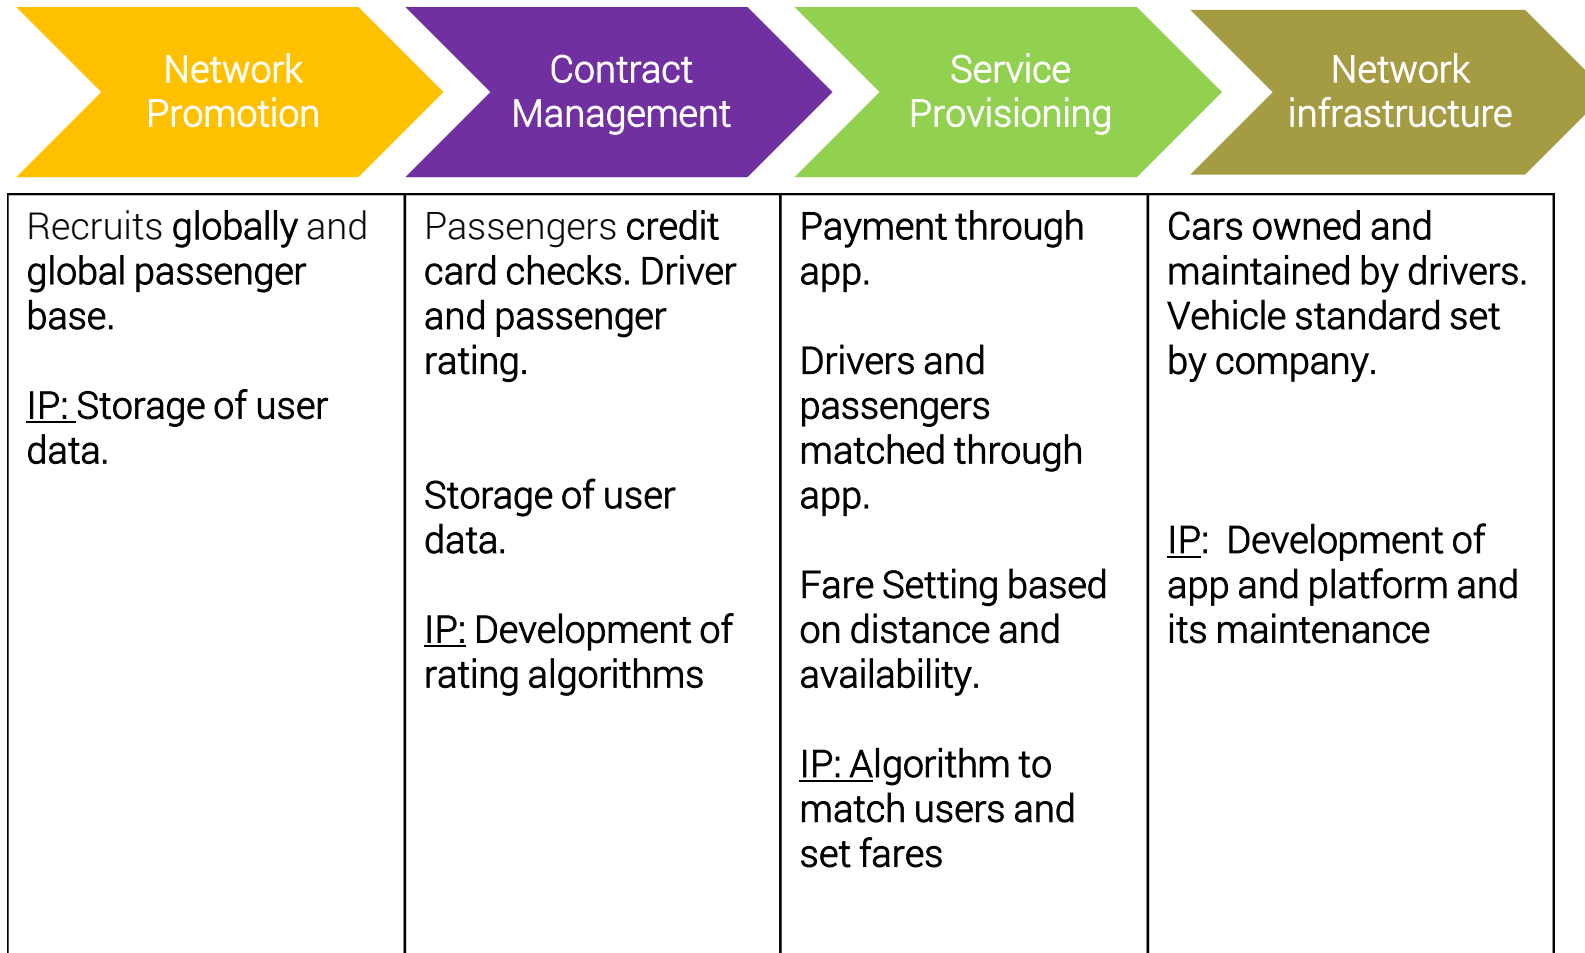 Network
Promotion
Contract
Management
Service
Provisioning
Network
infrastructure
Recruits globally and
global passenger
base.
IP: Storage of user
data.
Passengers credit
card checks. Driver
and passenger
rating.
Storage of user
data.
IP: Development of
rating algorithms
Payment through
app.
Drivers and
passengers
matched through
app.
Fare Setting based
on distance and
availability.
IP: Algorithm to
match users and
set fares
Cars owned and
maintained by drivers.
Vehicle standard set
by company.
IP:  Development of
app and platform and
its maintenance